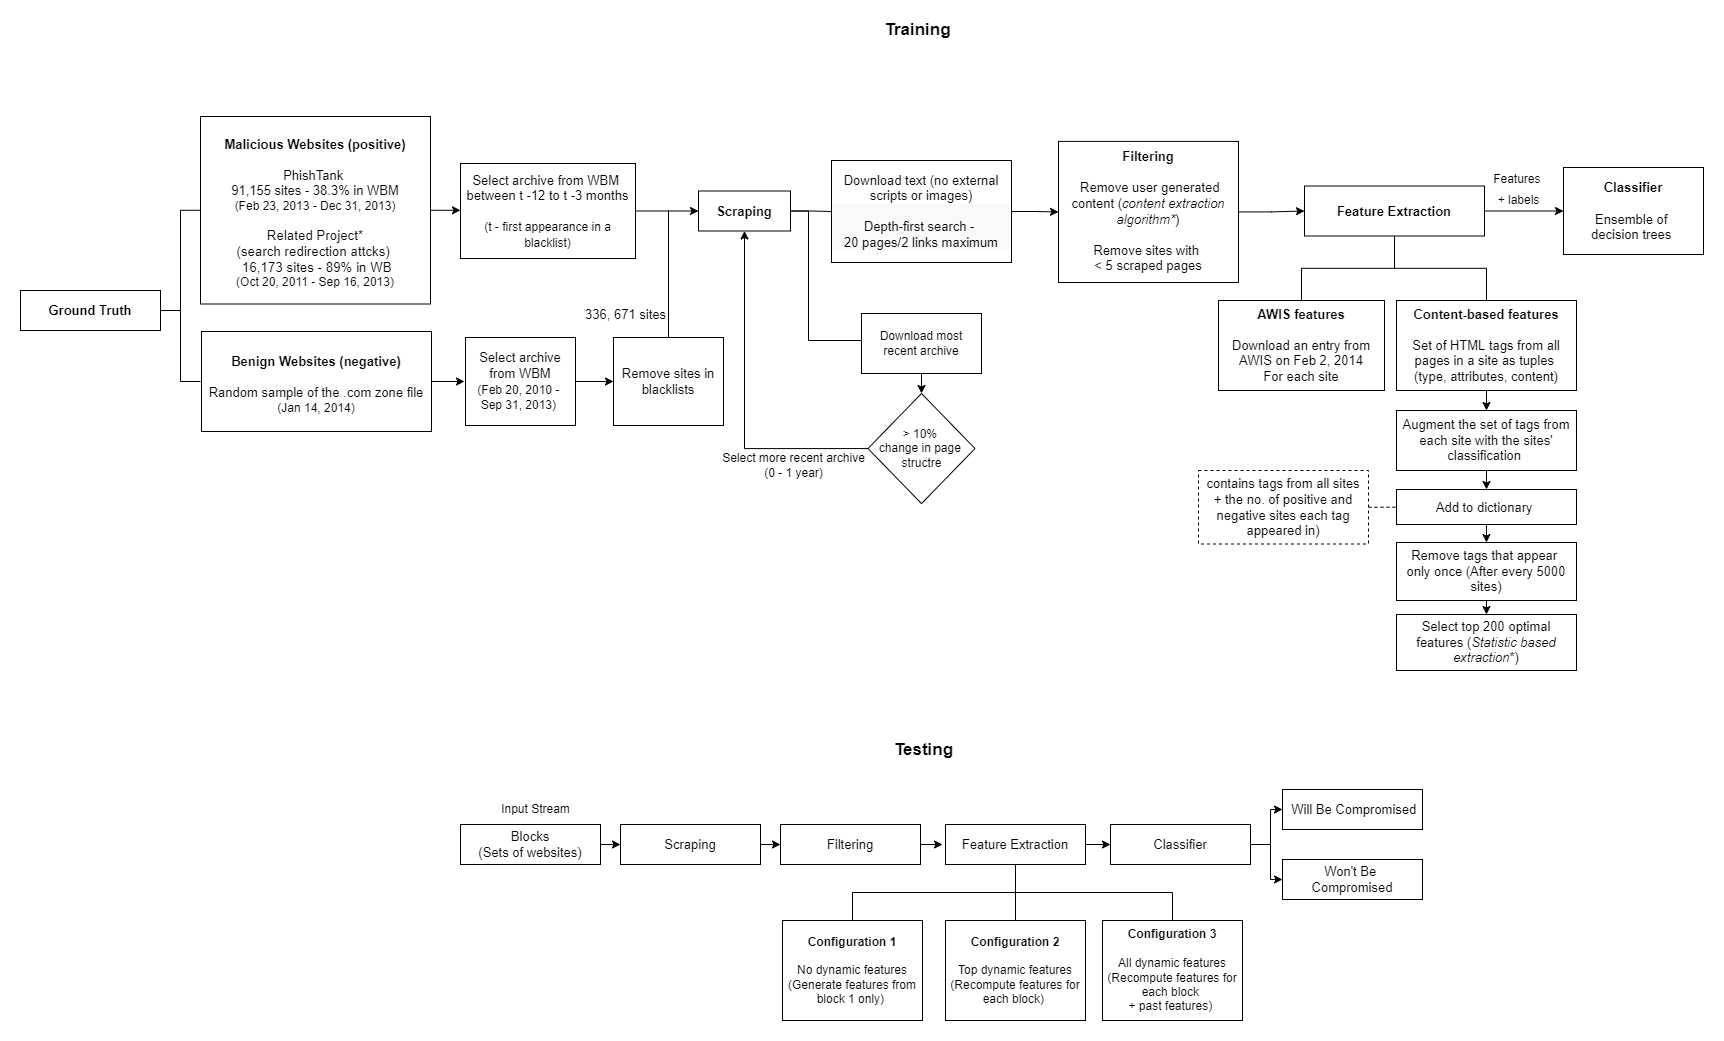 Training
Ground Truth
Malicious Websites (positive)
PhishTank
91,155 sites - 38.3% in WBM
(Feb 23, 2013 - Dec 31, 2013)
Related Project*
(search redirection attcks)
16,173 sites - 89% in WB
(Oct 20, 2011 - Sep 16, 2013)
Benign Websites (negative)
Random sample of the .com zone file
(Jan 14, 2014)
Select archive from WBM
between t -12 to t -3 months
(t - first appearance in a
blacklist)
Select archive
from WBM
(Feb 20, 2010 -
Sep 31, 2013)
Remove sites in
blacklists
336, 671 sites
Scraping
Download text (no external
scripts or images)
Depth-first search -
20 pages/2 links maximum
Download most
recent archive
> 10%
change in page
structre
Select more recent archive
(0 - 1 year)
Filtering
Remove user generated
content (content extraction
algorithm*)
Remove sites with
< 5 scraped pages
Feature Extraction
Features
+ labels
Classifier
Ensemble of
decision trees
AWIS features
Download an entry from
AWIS on Feb 2, 2014
For each site
Content-based features
Set of HTML tags from all
pages in a site as tuples
(type, attributes, content)
Augment the set of tags from
each site with the sites'
classification
contains tags from all sites
+ the no. of positive and
negative sites each tag
appeared in)
Add to dictionary
Remove tags that appear
only once (After every 5000
sites)
Select top 200 optimal
features (Statistic based
extraction*)
Testing
Input Stream
Blocks
(Sets of websites)
Scraping
Filtering
Feature Extraction
Classifier
Will Be Compromised
Won't Be
Compromised
Configuration 1
No dynamic features
(Generate features from
block 1 only)
Configuration 2
Top dynamic features
(Recompute features for
each block)
Configuration 3
All dynamic features
(Recompute features for
each block
+ past features)